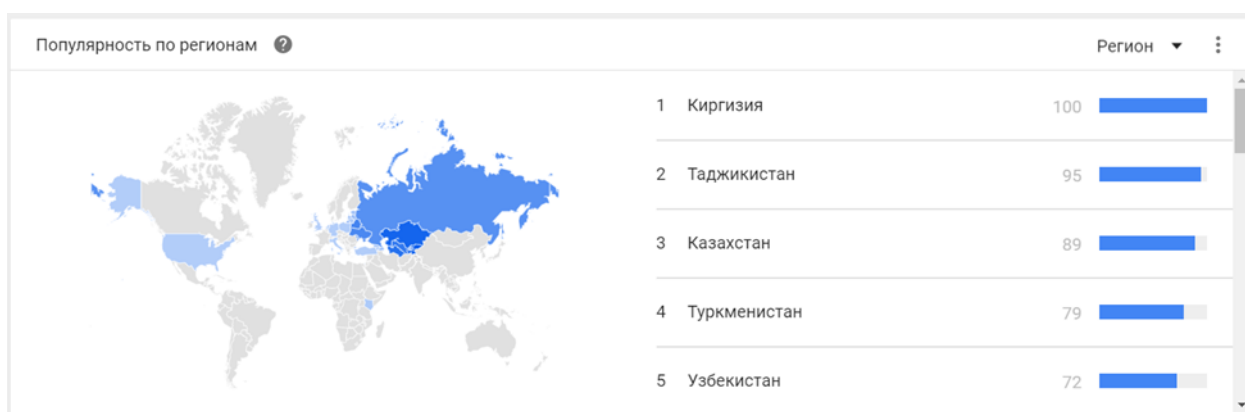 Популярность по регионам ?
Регион
1 Киргизия 100
2 Таджикистан 95
3 Казахстан 89
4 Туркменистан 79
5 Узбекистан 72